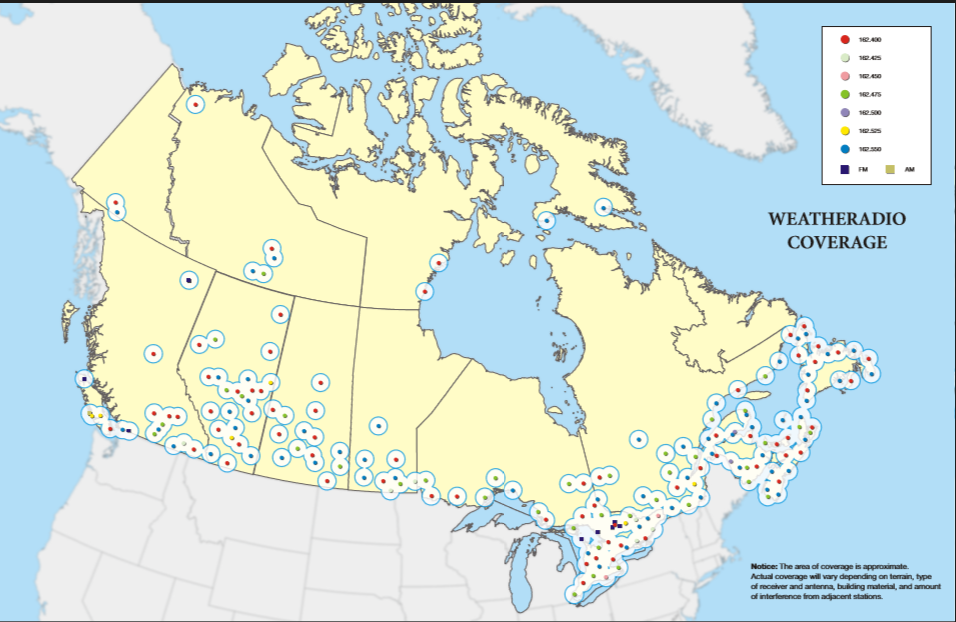 162.400
162.425
162.450
162.475
162.500
162.525
162.550
FM AM
WEATHERADIO
COVERAGE
Notice: The area of coverage is approximate.
Actual coverage will vary depending on terrain, type
of receiver and antenna, building material, and amount
of interference from adjacent stations.